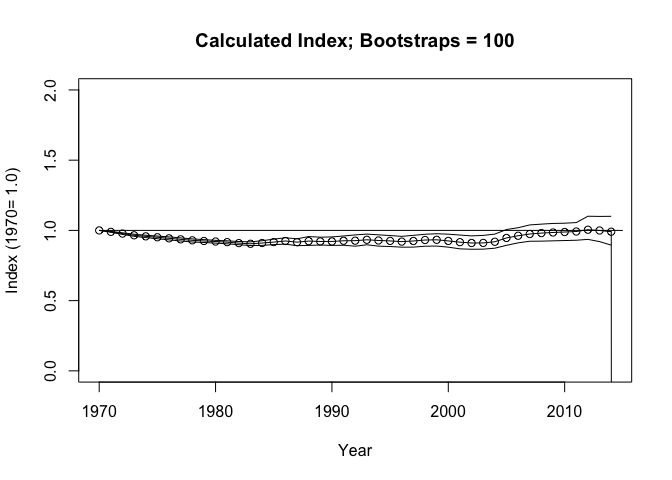 Calculated Index; Bootstraps = 100
Index (1970= 1.0)
2.0
1.5
1.0
0.5
0.0
1970 1980 1990 2000 2010
Year